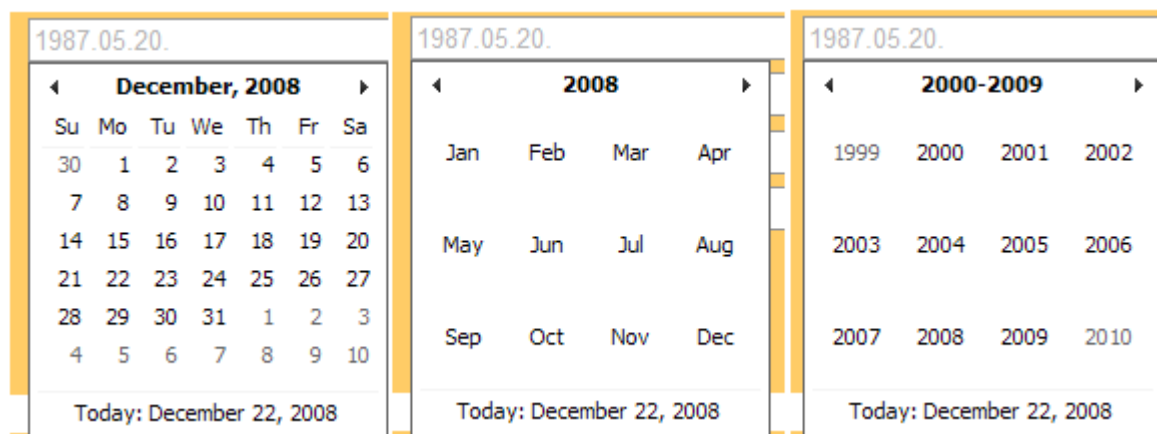 1987.05.20.
December, 2008
Su Mo Tu We Th Fr Sa
30 1 2 3 4 5 6
7 8 9 10 11 12 13
14 15 16 17 18 19 20
21 22 23 24 25 26 27
28 29 30 31 1 2 3
4 5 6 7 8 9 10
Today: December 22, 2008
1987.05.20.
2008
Jan Feb Mar Apr
May Jun Jul Aug
Sep Oct Nov Dec
Today: December 22, 2008
1987.05.20.
2000-2009
1999 2000 2001 2002
2003 2004 2005 2006
2007 2008 2009 2010
Today: December 22, 2008